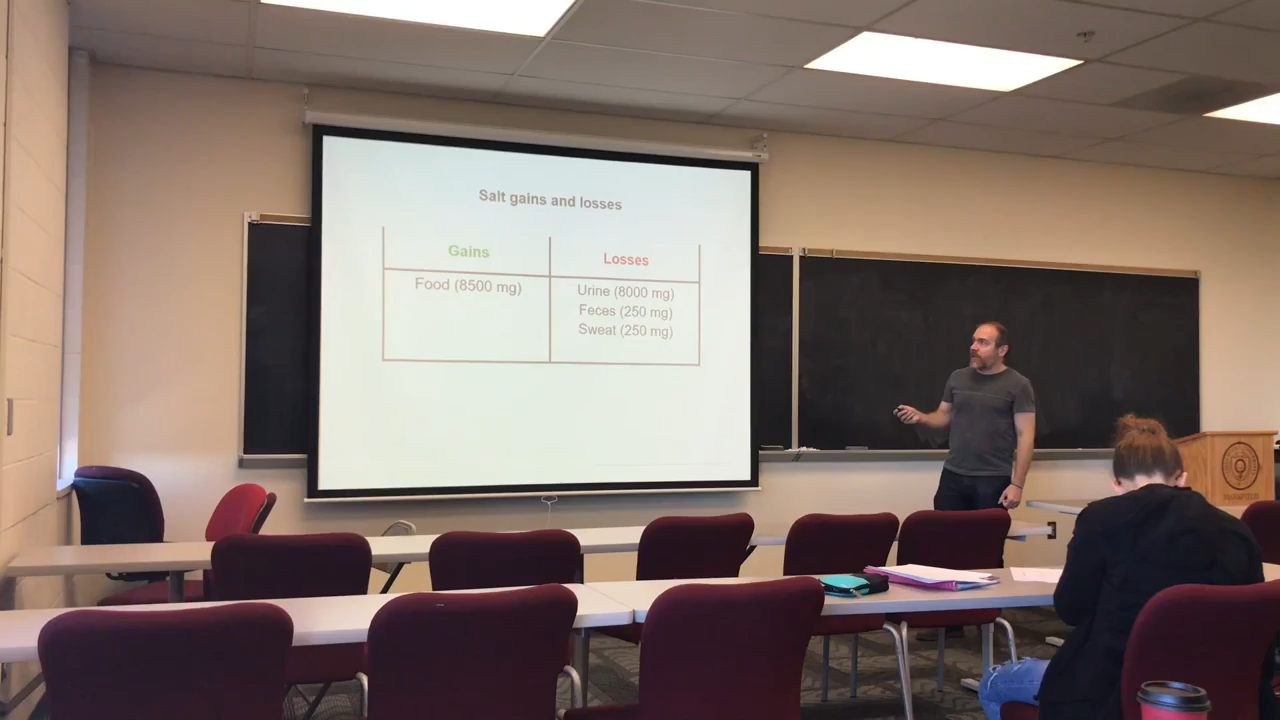 Salt gains and losses
Gains
Losses
Food (8500 mg)
Urine (8000 mg)
Feces (250 mg)
Sweat (250 mg)